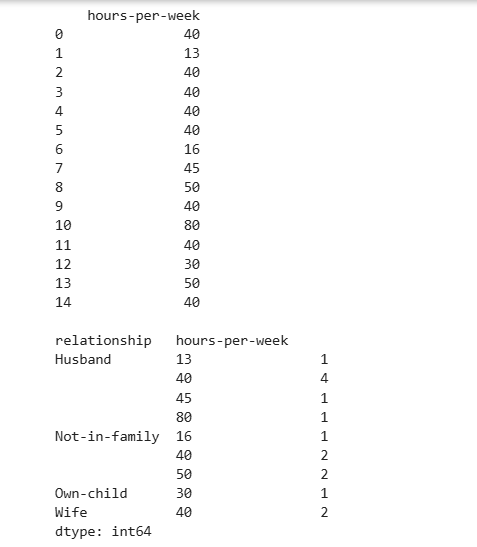 hours-per-week
0 40
1 13
2 40
3 40
4 40
5 40
6 16
7 45
8 50
9 40
10 80
11 40
12 30
13 50
14 40
relationship hours-per-week
Husband 13 1
40 4
45 1
80 1
Not-in-family 16 1
40 2
50 2
Own-child 30 1
Wife 40 2
dtype: int64